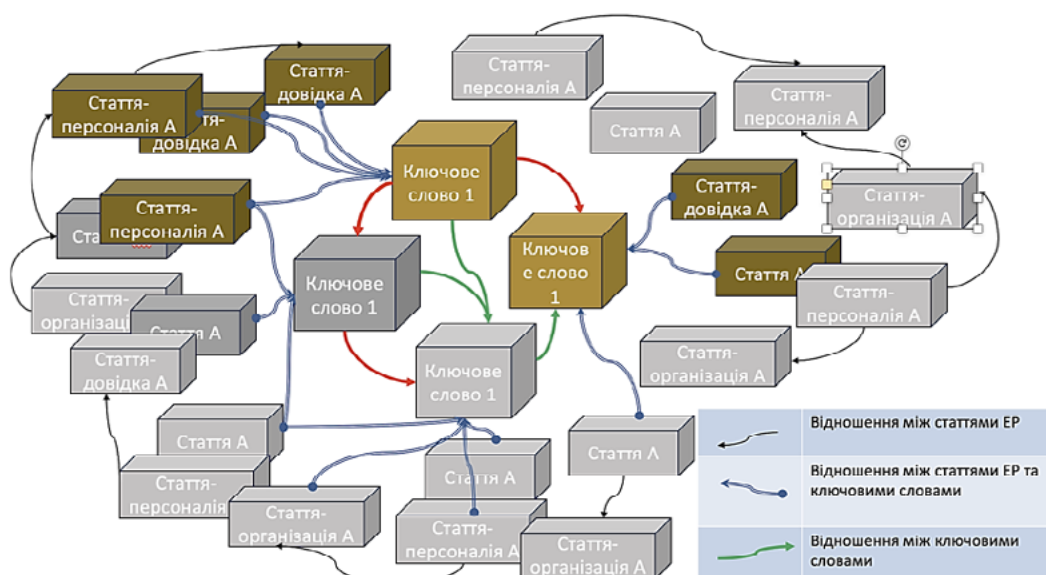 Стаття-
довідка А
Стаття-
персоналія А
Стаття-
персоналія А
Стаття-
персоналія А
тя-
довідка А
Стаття А
Ключове
слово 1
Стаття-
довідка А
Стаття-
організація А
Стаття-
персоналія А
Ста
Ключов
е слово
1
Ключове
слово 1
Стаття А
Стаття-
персоналія А
Стаття-
організаці
Стаття А
Стаття-
довідка А
Ключове
слово 1
Стаття-
організація А
Стаття А
Стаття А
Стаття А
Стаття-
персоналія
Стаття-
організація А
Стаття-
персоналія А
Стаття-
організація А
Відношення між статтями ЕР
Відношення між статтями ЕР та
ключовими словами
Відношення між ключовими
словами